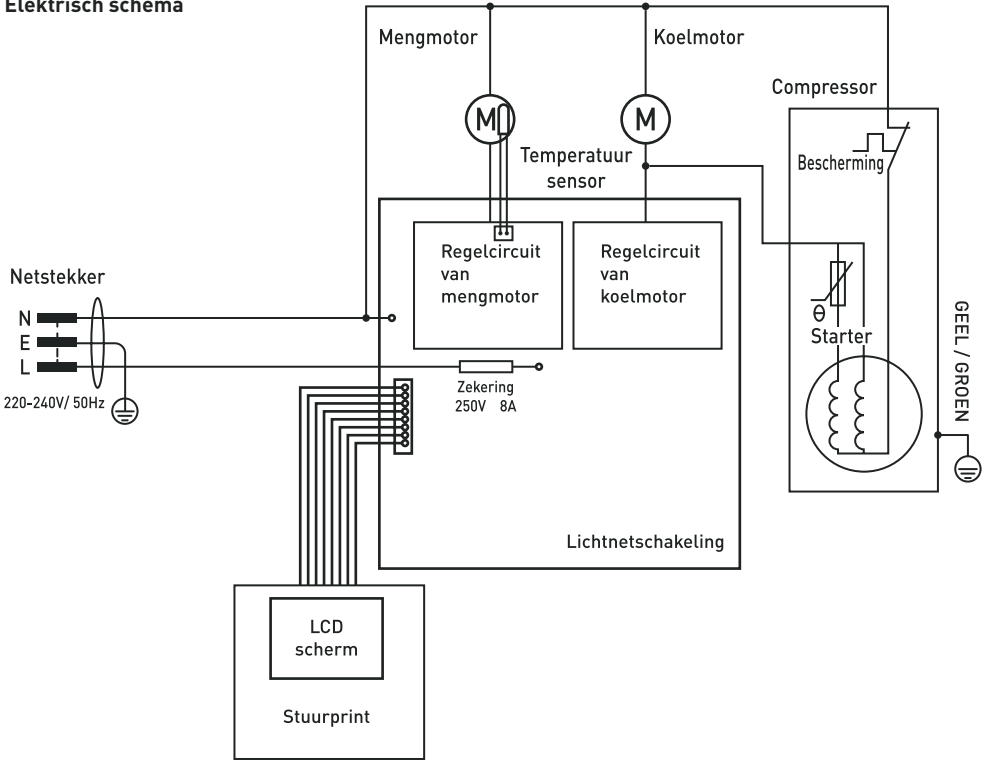 Elektrisch schema
Mengmotor
Koelmotor
Compressor
M
M
Temperatuur
sensor
Bescherming
Regelcircuit
van
mengmotor
Regelcircuit
van
koelmotor
Netstekker
N
E
L
220-240V/ 50Hz
Zekering
250V 8A
θ
Starter
GEEL / GROEN
Lichtnetschakeling
LCD
scherm
Stuurprint